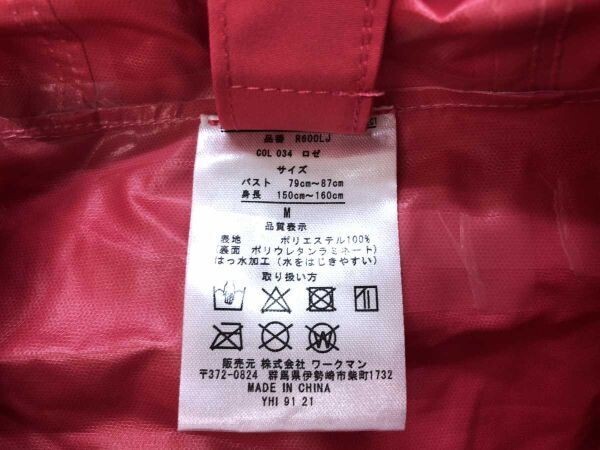 品番 R600LJ
COL 034 ロゼ
サイズ
バスト 79cm～87cm
身長 150cm～160cm
M
品質表示
表地 ポリエステル100%
裏面 ポリウレタンラミネート)
はっ水加工 (水をはじきやすい)
取り扱い方
販売元 株式会社 ワークマン
〒372-0824 群馬県伊勢崎市柴町1732
MADE IN CHINA
YHI 91 21